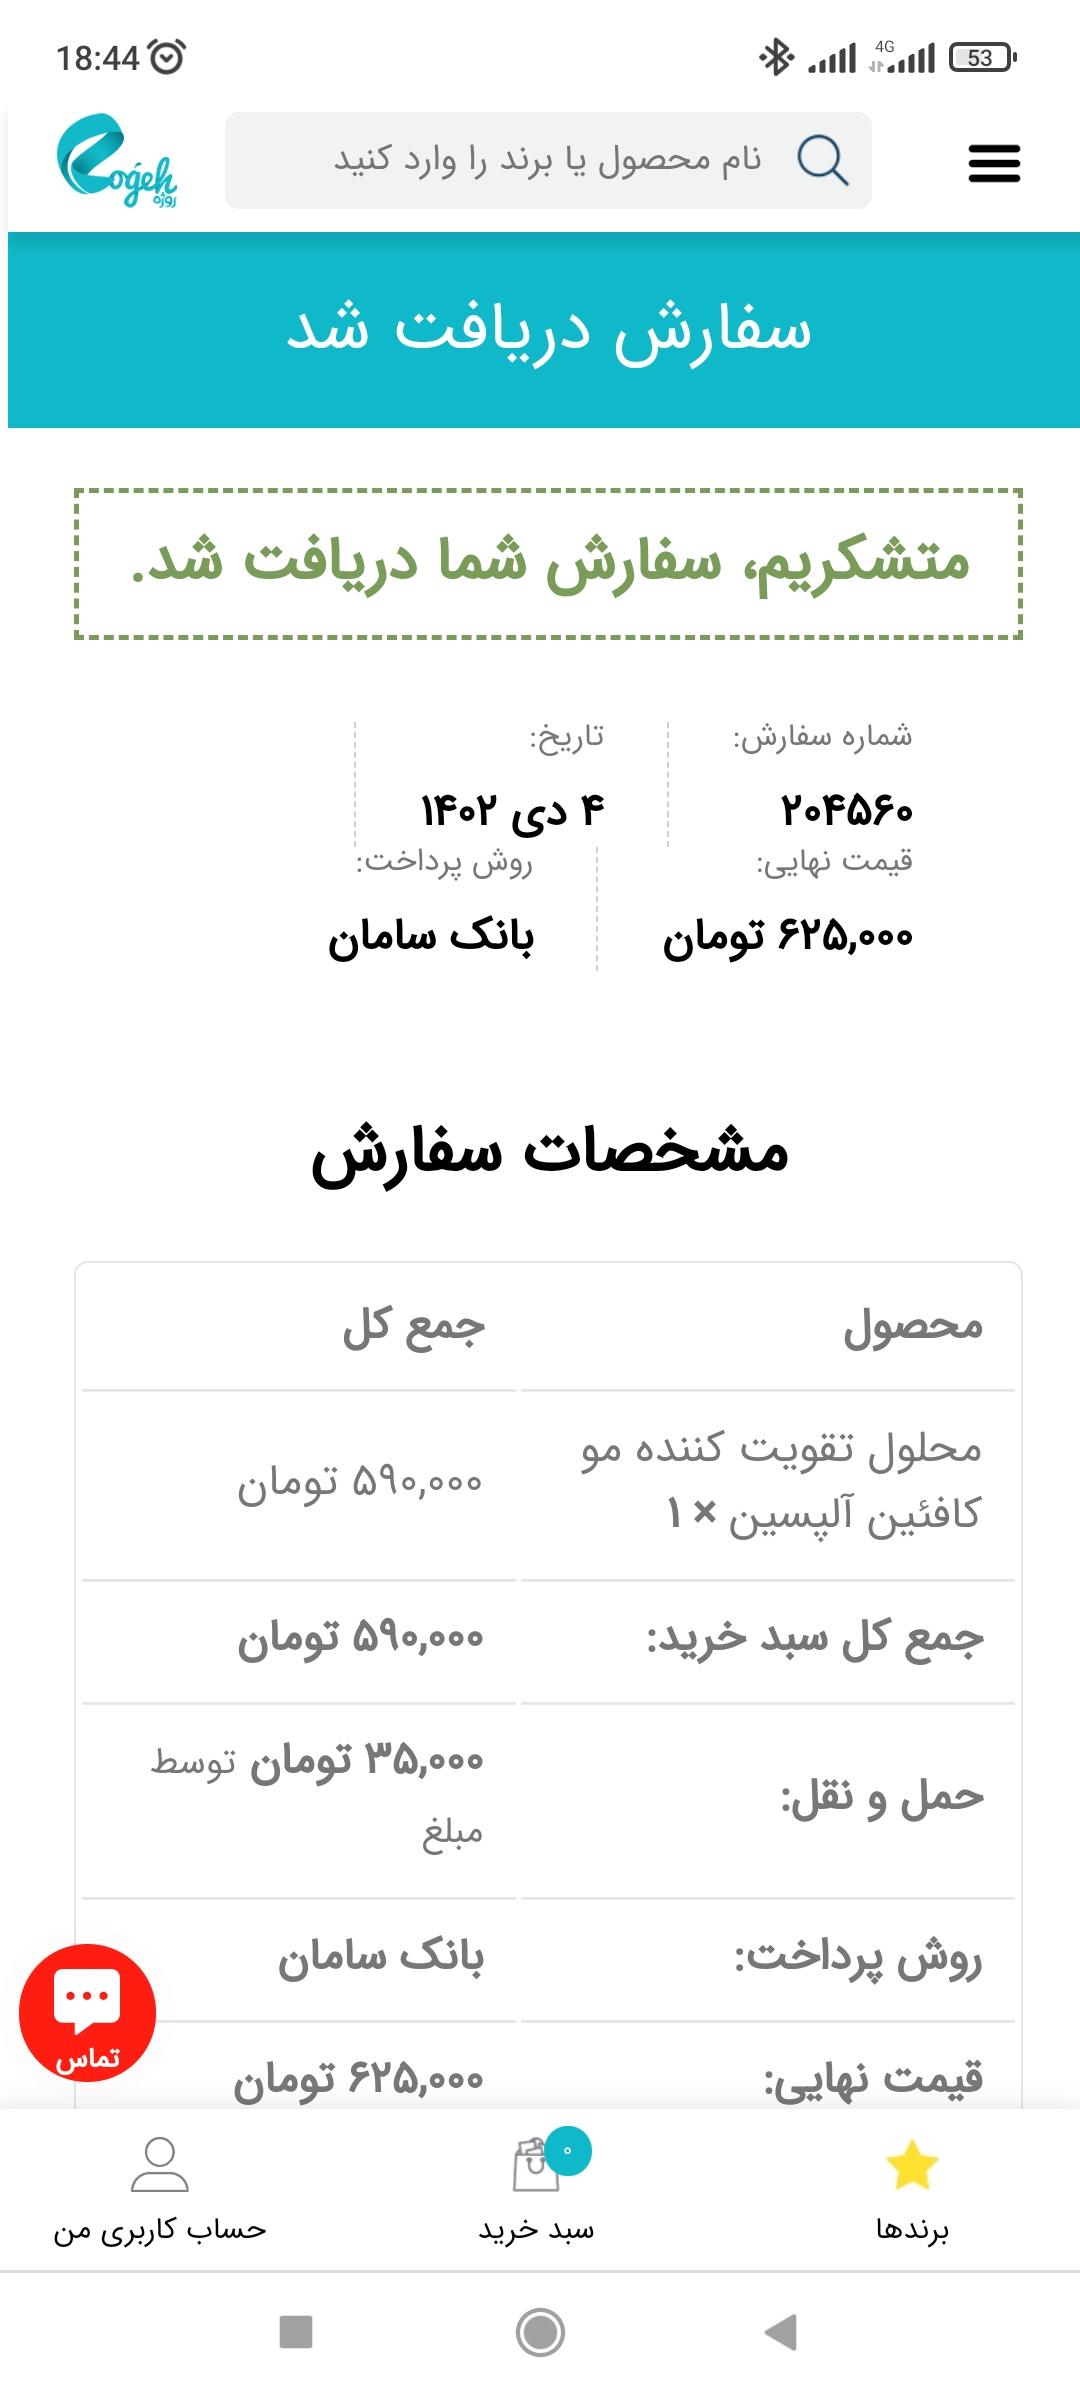 18:44
4G
53
Rogeh
روژه
نام محصول یا برند را وارد کنید
سفارش دریافت شد
متشکریم، سفارش شما دریافت شد.
شماره سفارش:
۲۰۴۵۶۰
تاریخ:
۴ دی ۱۴۰۲
قیمت نهایی:
۶۲۵,۰۰۰ تومان
روش پرداخت:
بانک سامان
مشخصات سفارش
محصول
جمع کل
محلول تقویت کننده مو
کافئین آلپسین × ۱
۵۹۰,۰۰۰ تومان
جمع کل سبد خرید:
۵۹۰,۰۰۰ تومان
حمل و نقل:
۳۵,۰۰۰ تومان توسط
مبلغ
روش پرداخت:
بانک سامان
قیمت نهایی:
۶۲۵,۰۰۰ تومان
تماس
برندها
۰
سبد خرید
حساب کاربری من